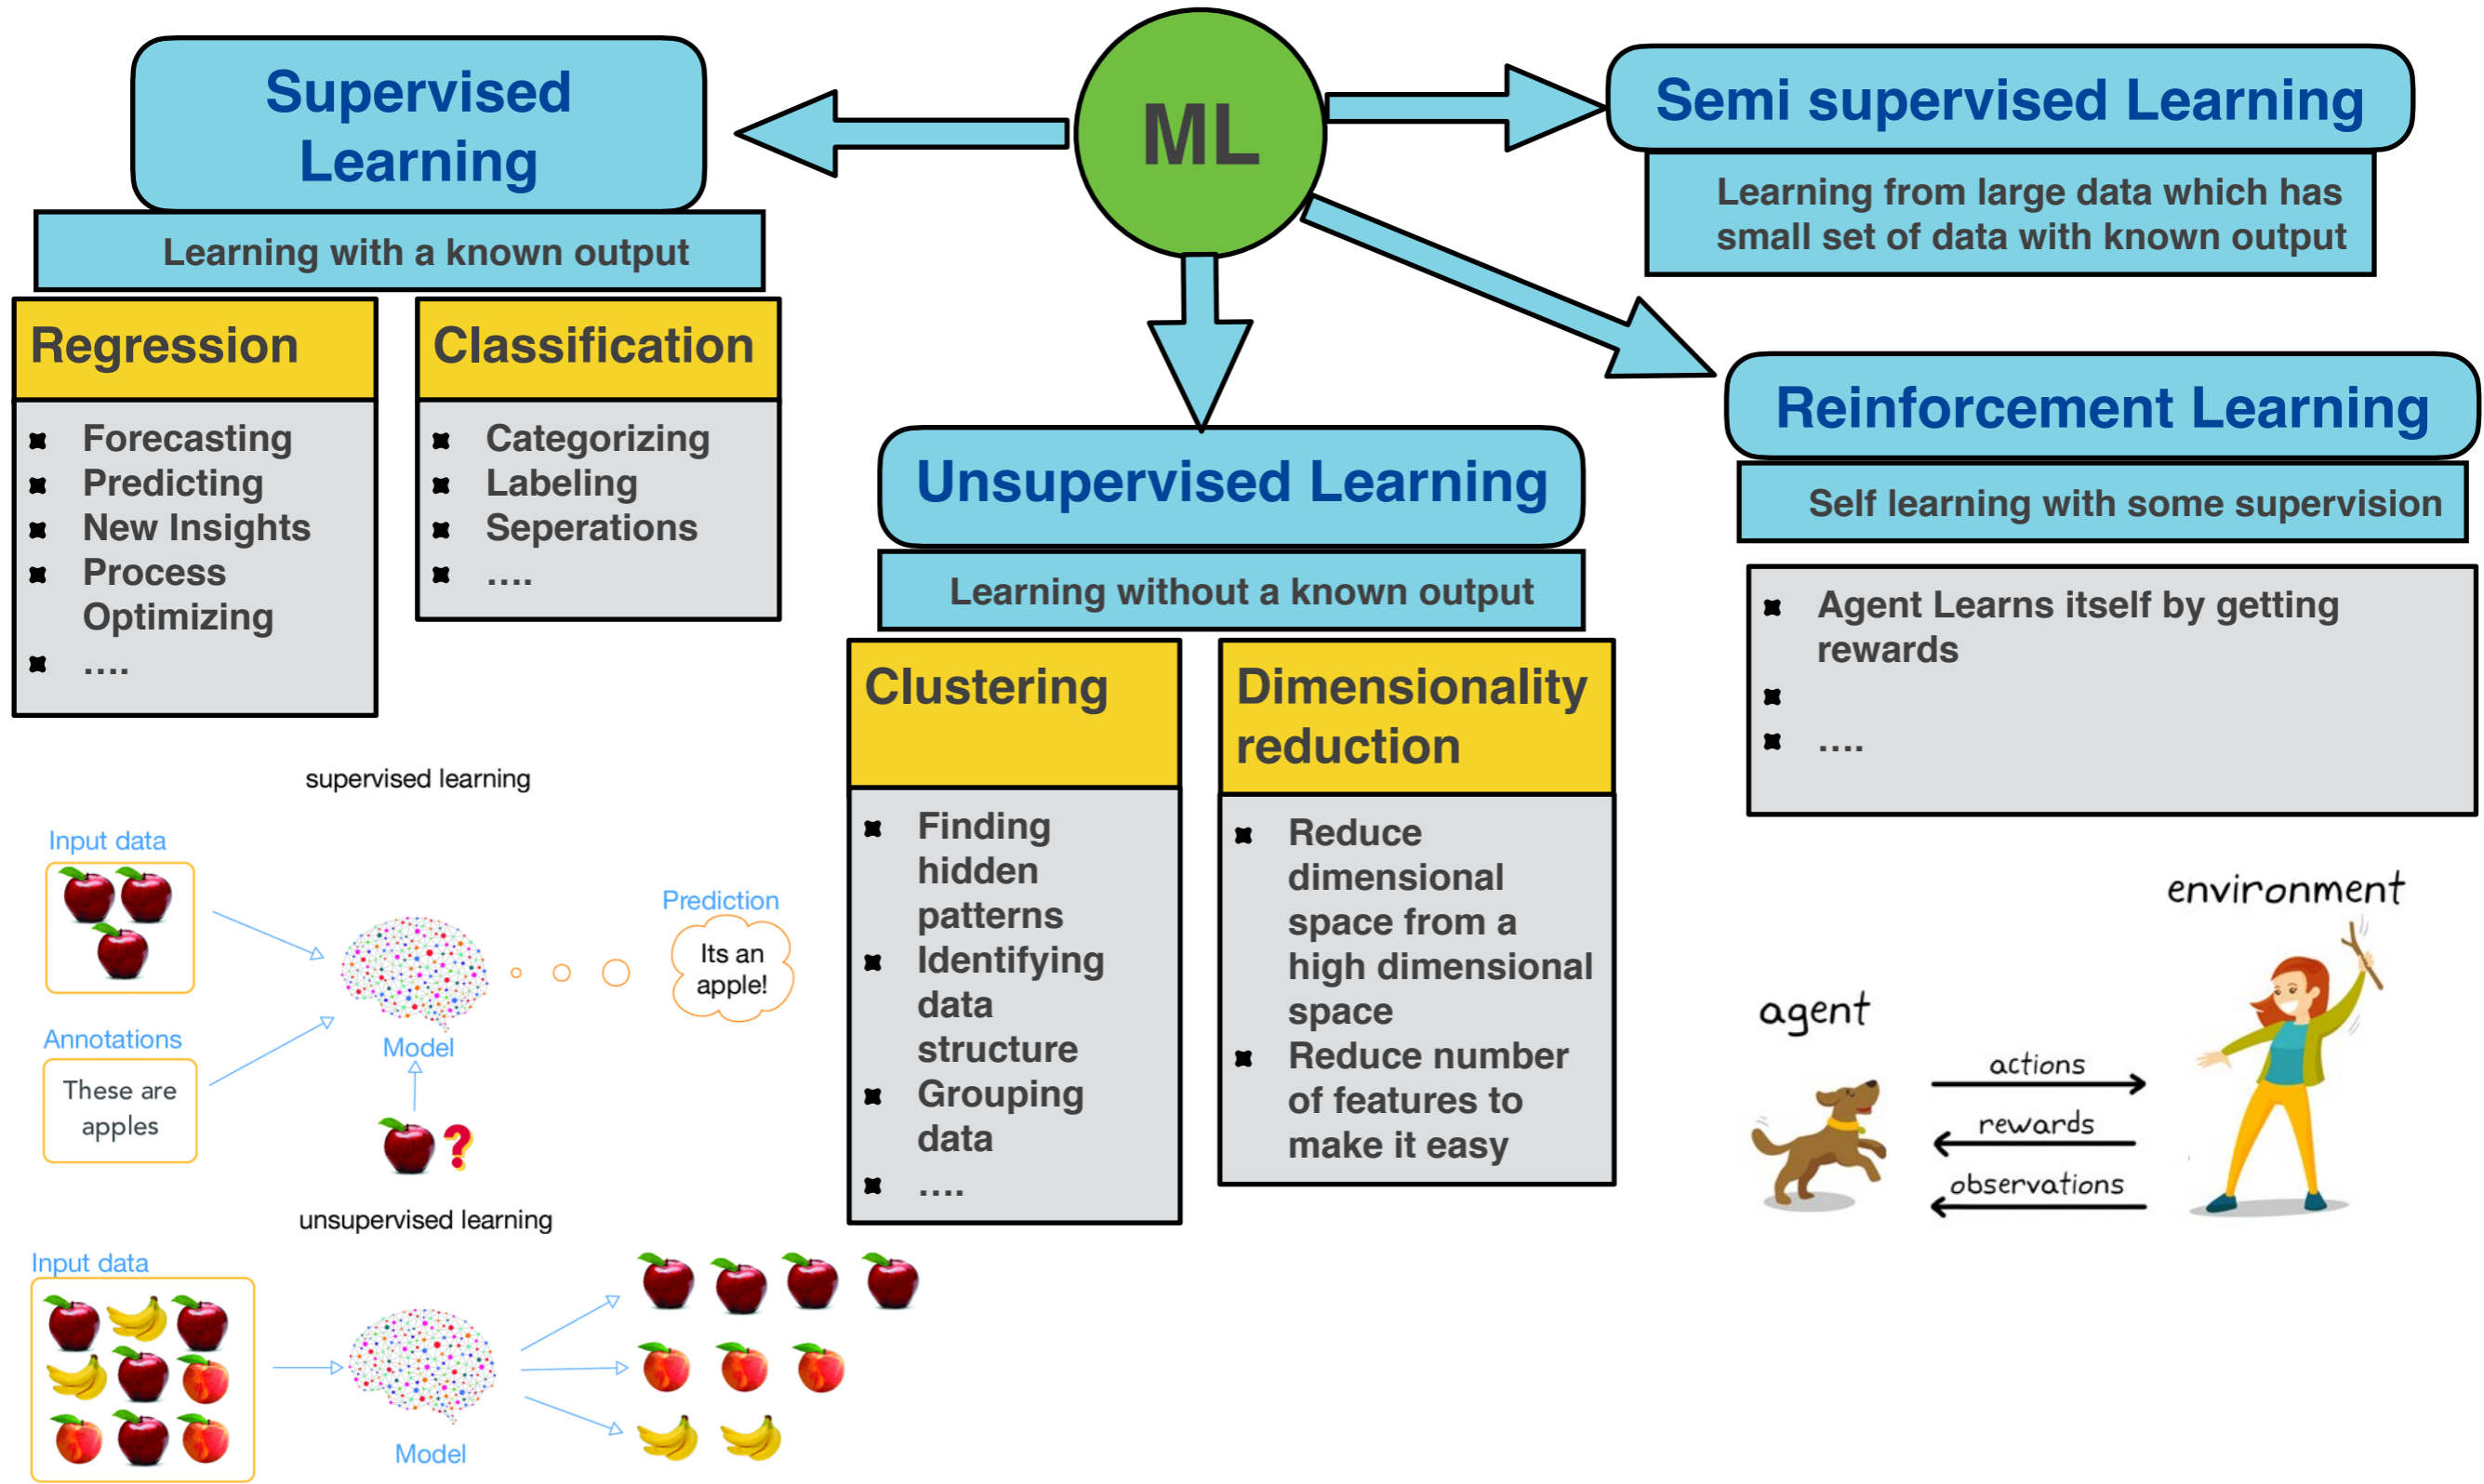 ML
Supervised
Learning
Learning with a known output
Regression
Forecasting
Predicting
New Insights
Process
Optimizing
....
Classification
Categorizing
Labeling
Seperations
....
Semi supervised Learning
Learning from large data which has
small set of data with known output
Reinforcement Learning
Self learning with some supervision
Agent Learns itself by getting
rewards
....
Unsupervised Learning
Learning without a known output
Clustering
Finding
hidden
patterns
Identifying
data
structure
Grouping
data
....
Dimensionality
reduction
Reduce
dimensional
space from a
high dimensional
space
Reduce number
of features to
make it easy
supervised learning
Input data
Annotations
These are
apples
Model
?
Prediction
Its an
apple!
unsupervised learning
Input data
Model
environment
agent
actions
rewards
observations